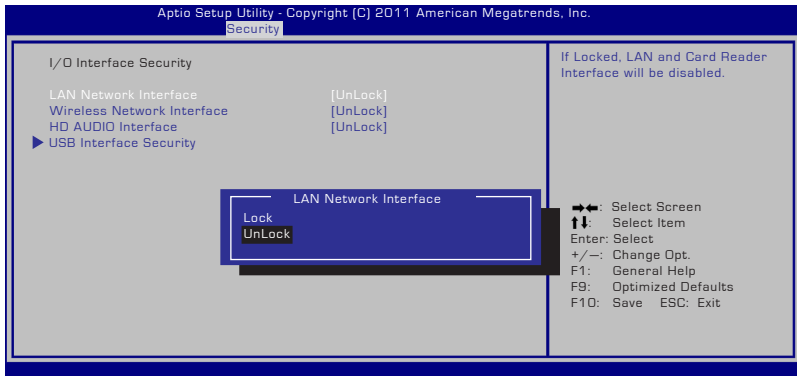 Aptio Setup Utility - Copyright (C) 2011 American Megatrends, Inc.
Security
I/O Interface Security
LAN Network Interface [UnLock]
Wireless Network Interface [UnLock]
HD AUDIO Interface [UnLock]
USB Interface Security
If Locked, LAN and Card Reader
Interface will be disabled.
LAN Network Interface
Lock
UnLock
→←: Select Screen
↑↓: Select Item
Enter: Select
+/—: Change Opt.
F1: General Help
F9: Optimized Defaults
F10: Save ESC: Exit